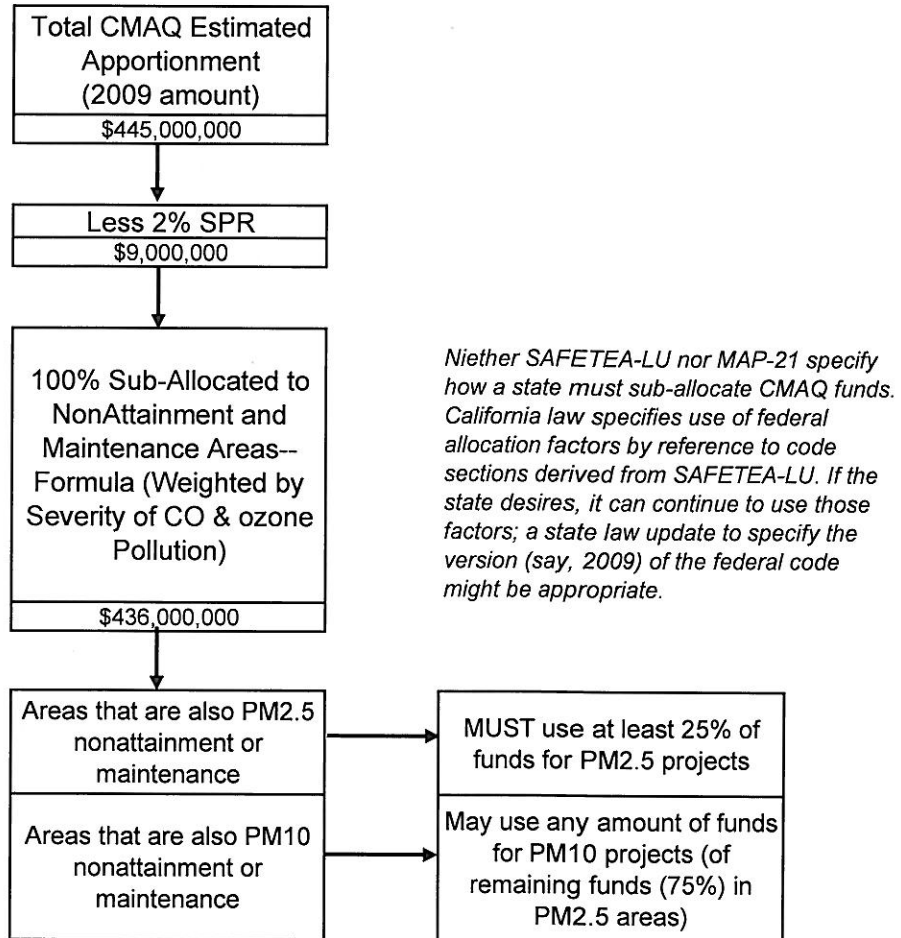 Total CMAQ Estimated
Apportionment
(2009 amount)
$445,000,000
Less 2% SPR
$9,000,000
100% Sub-Allocated to
NonAttainment and
Maintenance Areas--
Formula (Weighted by
Severity of CO & ozone
Pollution)
$436,000,000
Niether SAFETEA-LU nor MAP-21 specify
how a state must sub-allocate CMAQ funds.
California law specifies use of federal
allocation factors by reference to code
sections derived from SAFETEA-LU. If the
state desires, it can continue to use those
factors; a state law update to specify the
version (say, 2009) of the federal code
might be appropriate.
Areas that are also PM2.5
nonattainment or
maintenance
MUST use at least 25% of
funds for PM2.5 projects
Areas that are also PM10
nonattainment or
maintenance
May use any amount of funds
for PM10 projects (of
remaining funds (75%) in
PM2.5 areas)